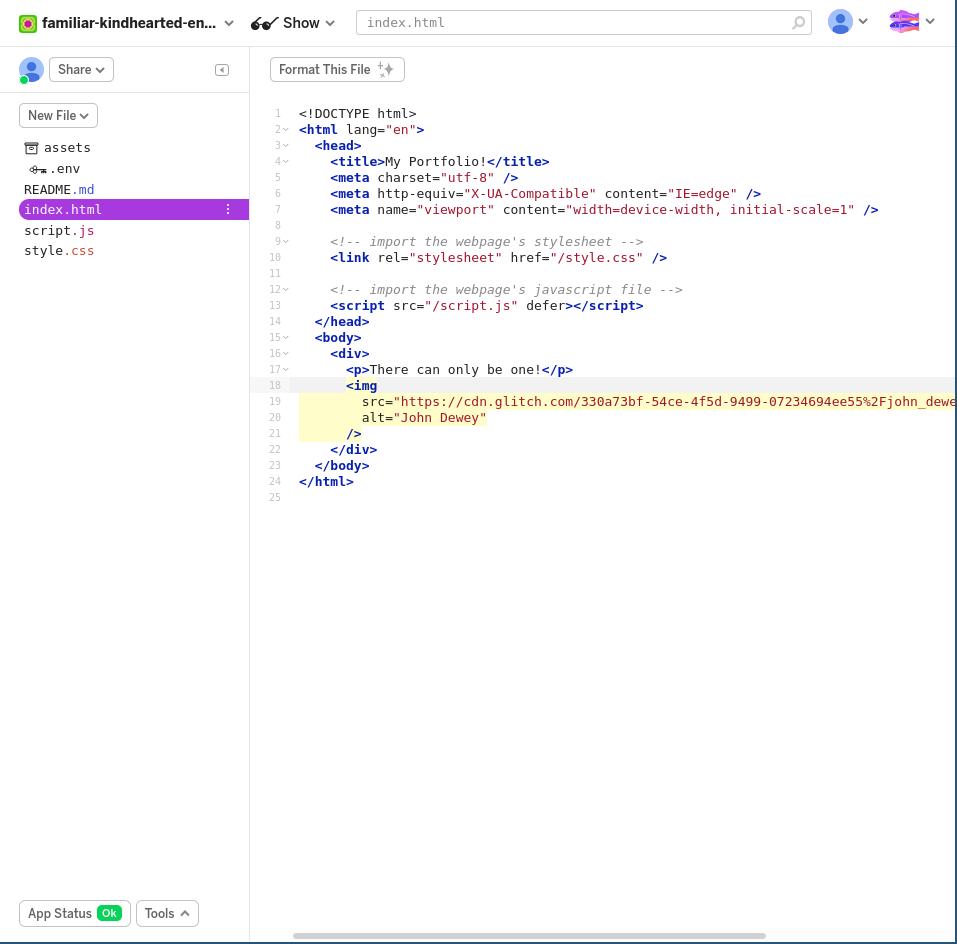 familiar-kindhearted-en...
Show
index.html
Share
Format This File
New File
assets
.env
README.md
index.html
script.js
style.css
1 <!DOCTYPE html>
2 <html lang="en">
3 <head>
4 <title>My Portfolio!</title>
5 <meta charset="utf-8" />
6 <meta http-equiv="X-UA-Compatible" content="IE=edge" />
7 <meta name="viewport" content="width=device-width, initial-scale=1" />
8
9 <!-- import the webpage's stylesheet -->
10 <link rel="stylesheet" href="/style.css" />
11
12 <!-- import the webpage's javascript file -->
13 <script src="/script.js" defer></script>
14 </head>
15 <body>
16 <div>
17 <p>There can only be one!</p>
18 <img
19 src="https://cdn.glitch.com/330a73bf-54ce-4f5d-9499-07234694ee55%2Fjohn_dewe
20 alt="John Dewey"
21 />
22 </div>
23 </body>
24 </html>
25
App Status Ok
Tools